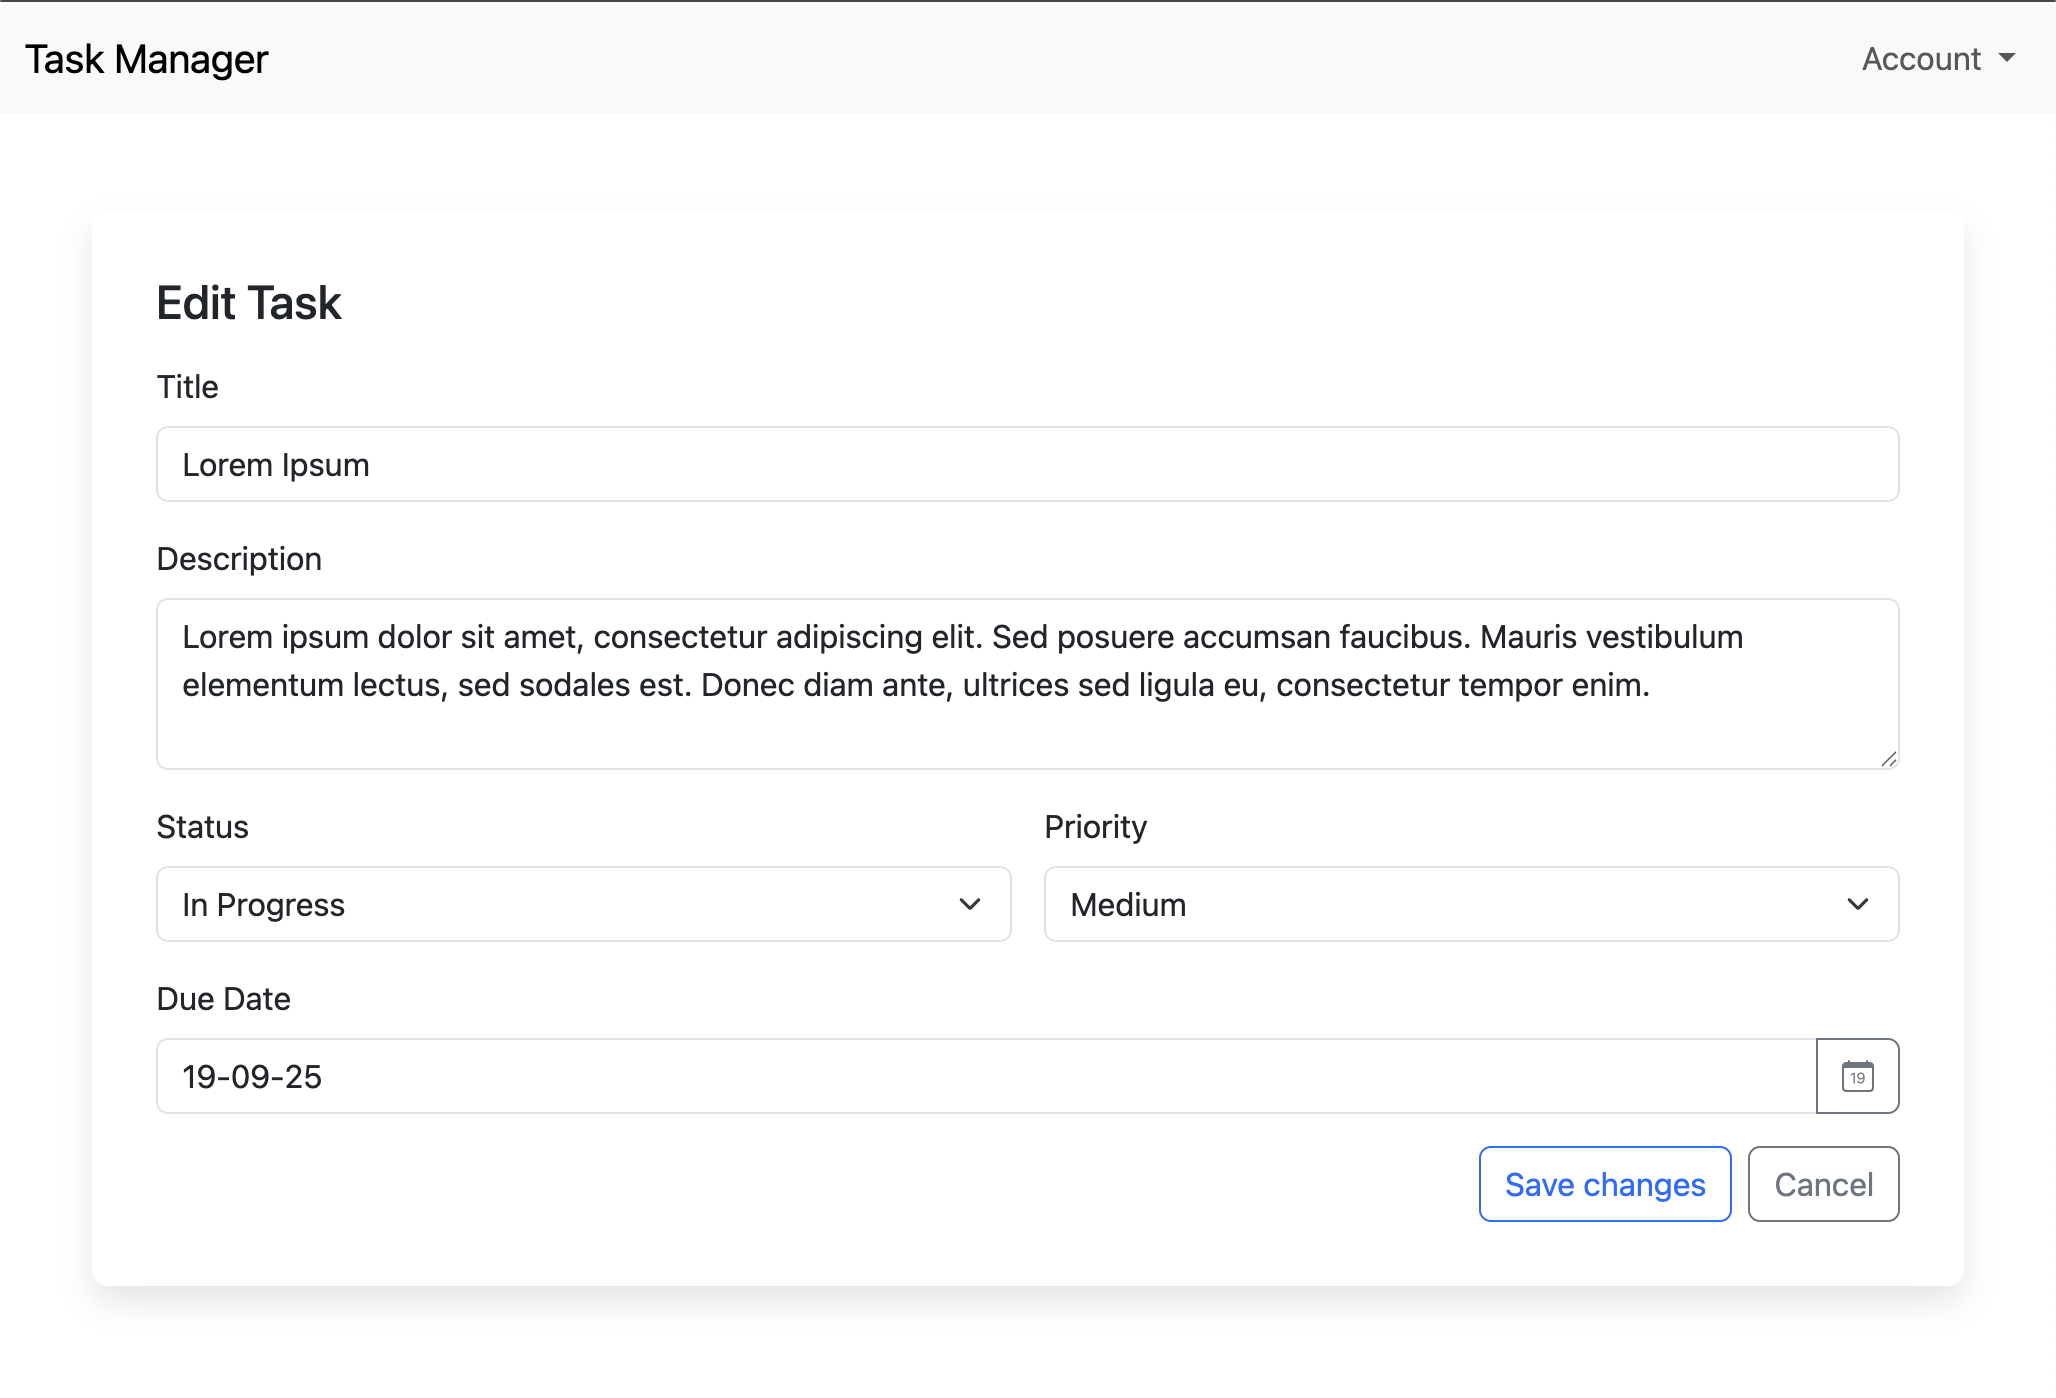 Task Manager
Account
Edit Task
Title
Lorem Ipsum
Description
Lorem ipsum dolor sit amet, consectetur adipiscing elit. Sed posuere accumsan faucibus. Mauris vestibulum
elementum lectus, sed sodales est. Donec diam ante, ultrices sed ligula eu, consectetur tempor enim.
Status
Priority
In Progress
Medium
Due Date
19-09-25
19
Save changes
Cancel